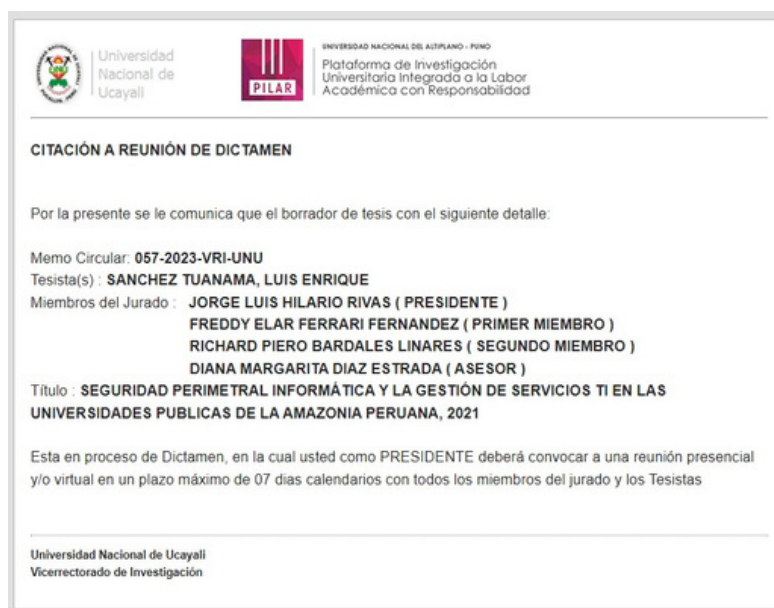 Universidad
Nacional de
Ucayali
PILAR
UNIVERSIDAD NACIONAL DEL ALTIPLANO - PUNO
Plataforma de Investigación
Universitaria Integrada a la Labor
Académica con Responsabilidad
CITACIÓN A REUNIÓN DE DICTAMEN
Por la presente se le comunica que el borrador de tesis con el siguiente detalle:
Memo Circular: 057-2023-VRI-UNU
Tesista(s) : SANCHEZ TUANAMA, LUIS ENRIQUE
Miembros del Jurado : JORGE LUIS HILARIO RIVAS ( PRESIDENTE )
FREDDY ELAR FERRARI FERNANDEZ ( PRIMER MIEMBRO )
RICHARD PIERO BARDALES LINARES ( SEGUNDO MIEMBRO )
DIANA MARGARITA DIAZ ESTRADA ( ASESOR )
Título : SEGURIDAD PERIMETRAL INFORMÁTICA Y LA GESTIÓN DE SERVICIOS TI EN LAS
UNIVERSIDADES PUBLICAS DE LA AMAZONIA PERUANA, 2021
Esta en proceso de Dictamen, en la cual usted como PRESIDENTE deberá convocar a una reunión presencial
y/o virtual en un plazo máximo de 07 dias calendarios con todos los miembros del jurado y los Tesistas
Universidad Nacional de Ucayali
Vicerrectorado de Investigación